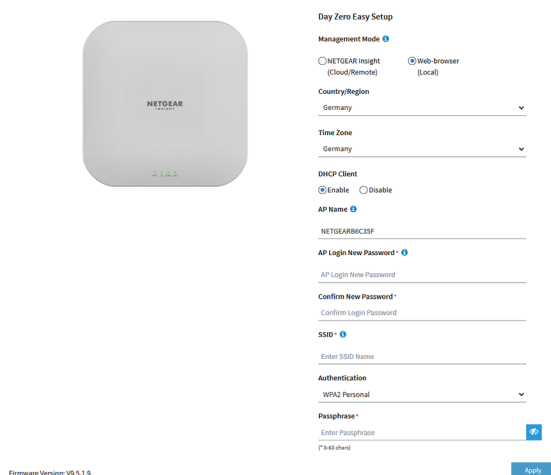 Day Zero Easy Setup
Management Mode
NETGEAR Insight
(Cloud/Remote)
Web-browser
(Local)
Country/Region
Germany
Time Zone
Germany
DHCP Client
Enable
Disable
AP Name
NETGEARB6C35F
AP Login New Password *
AP Login New Password
Confirm New Password *
Confirm Login Password
SSID *
Enter SSID Name
Authentication
WPA2 Personal
Passphrase *
Enter Passphrase
(* 8-63 chars)
Apply
NETGEAR
INSIGHT
Firmware Version: V9.5.1.9